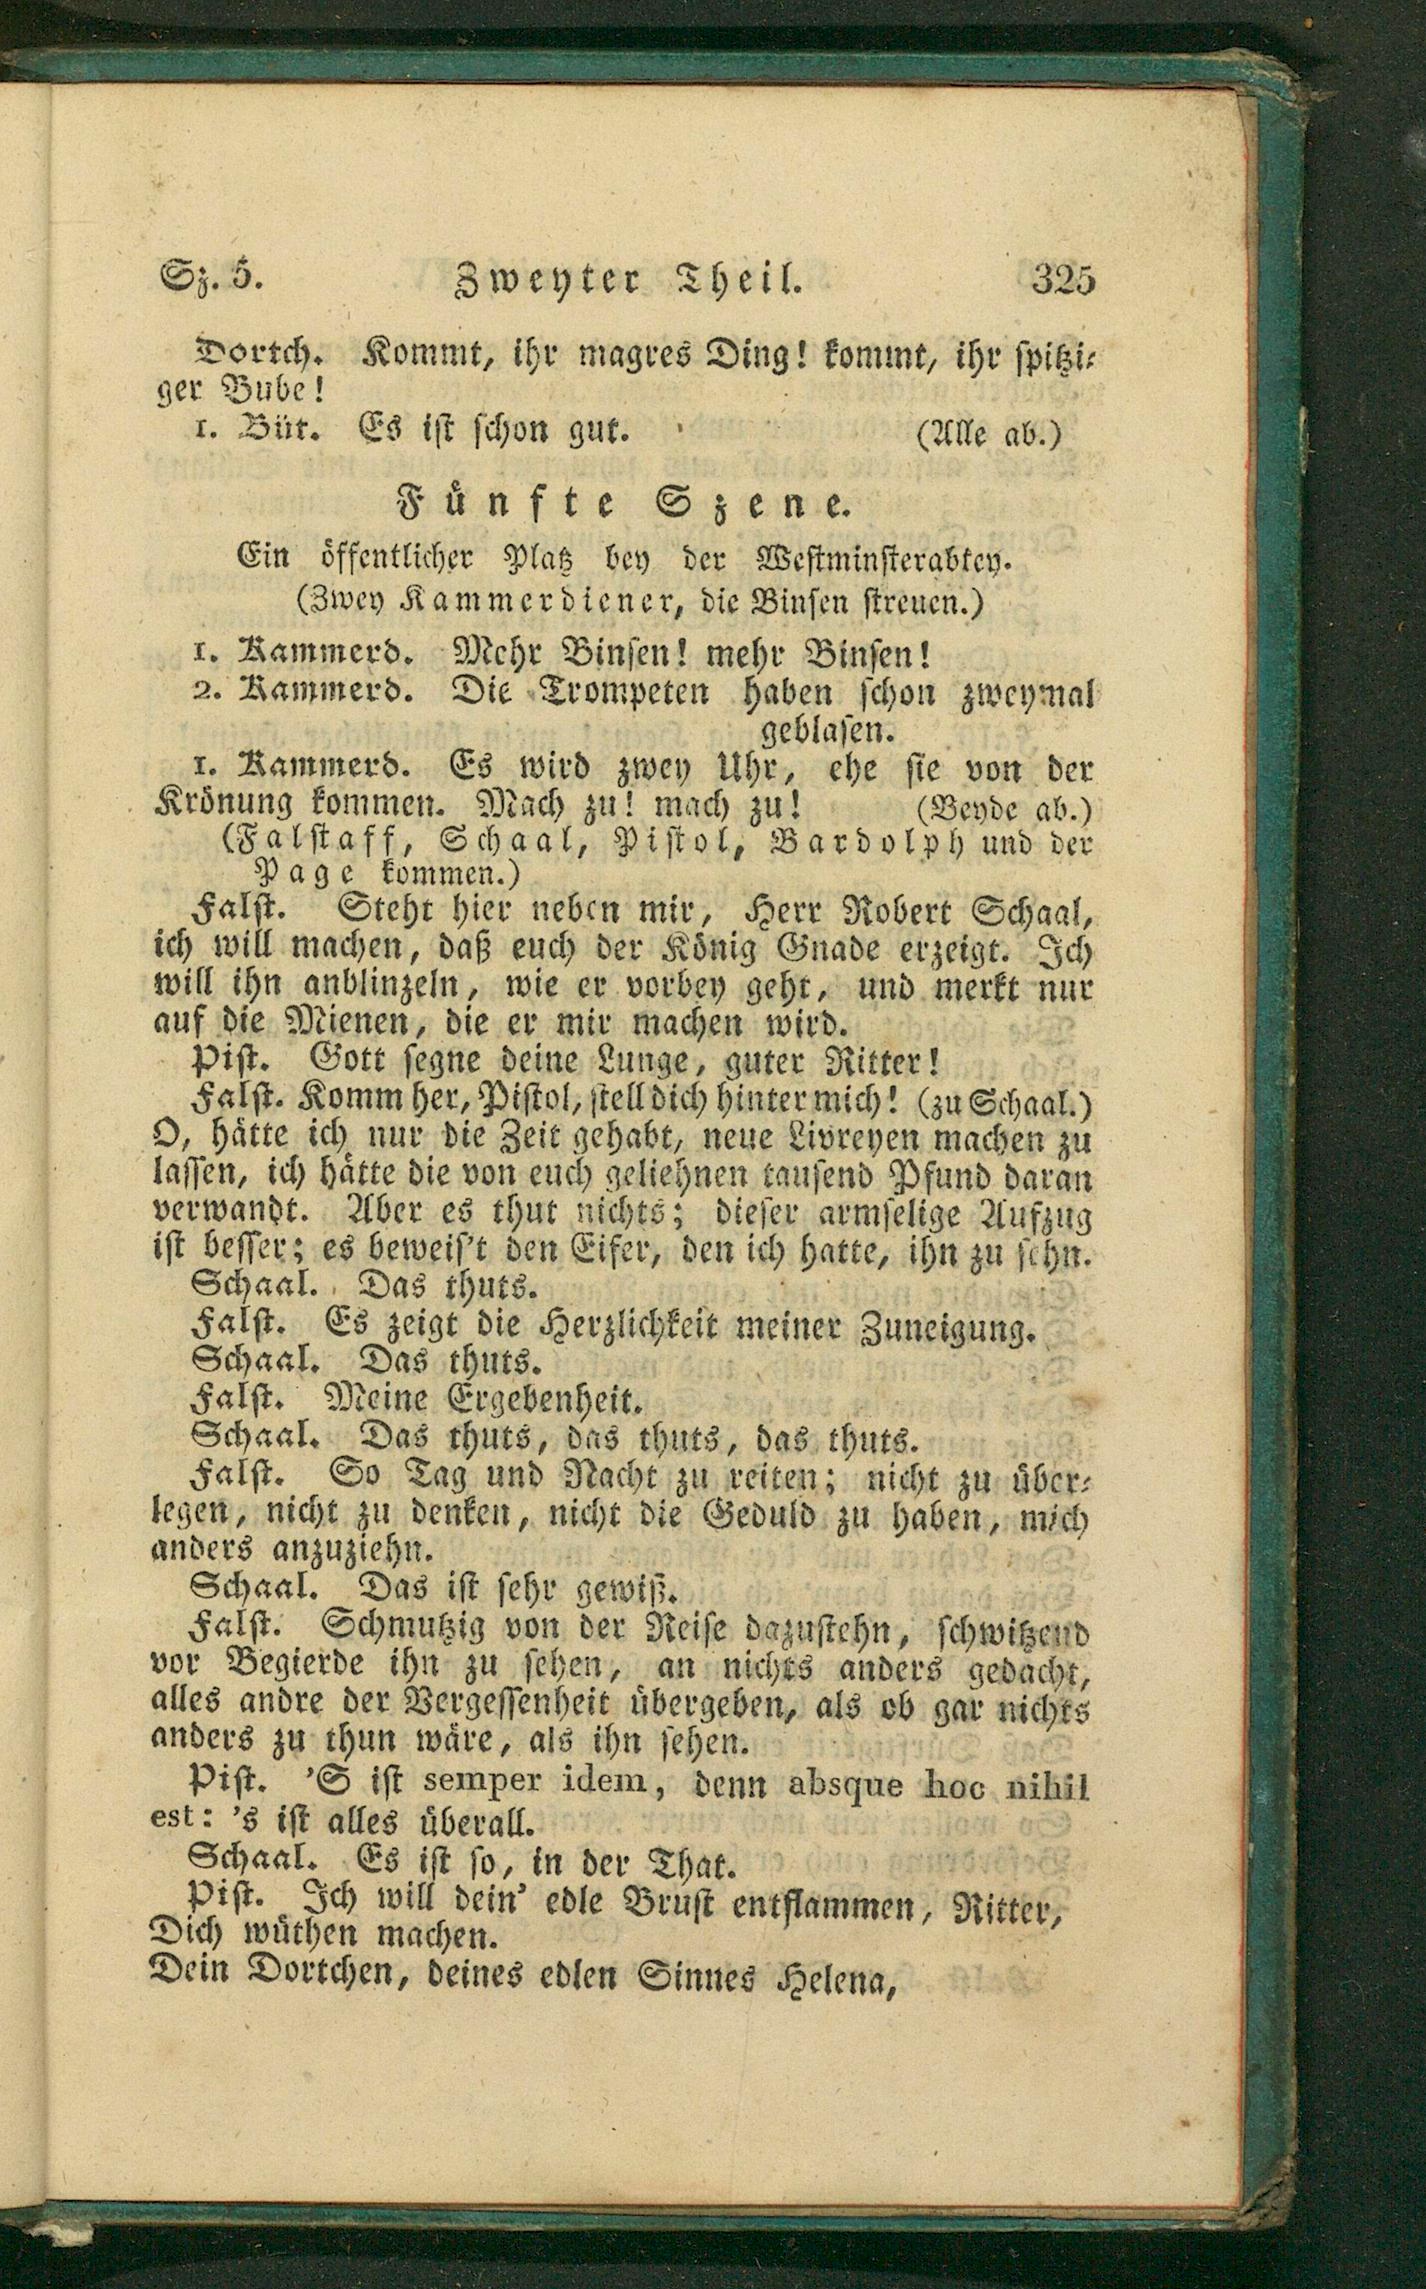 Sz. 5. Zweyter Theil. 325
Dortch. Kommt, ihr magres Ding! kommt, ihr spitzi-
ger Bube!
1. Büt. Es ist schon gut. (Alle ab.)
Fünfte Szene.
Ein öffentlicher Platz bey der Westminsterabtey.
(Zwey Kammerdiener, die Binsen streuen.)
1. Kammerd. Mehr Binsen! mehr Binsen!
2. Kammerd. Die Trompeten haben schon zweymal
geblasen.
1. Kammerd. Es wird zwey Uhr, ehe sie von der
Krönung kommen. Mach zu! mach zu! (Beyde ab.)
(Falstaff, Schaal, Pistol, Bardolph und der
Page kommen.)
Falst. Steht hier neben mir, Herr Robert Schaal,
ich will machen, daß euch der König Gnade erzeigt. Ich
will ihn anblinzeln, wie er vorbey geht, und merkt nur
auf die Mienen, die er mir machen wird.
Pist. Gott segne deine Lunge, guter Ritter!
Falst. Komm her, Pistol, stell dich hinter mich! (zu Schaal.)
O, hätte ich nur die Zeit gehabt, neue Livreyen machen zu
lassen, ich hätte die von euch geliehnen tausend Pfund daran
verwandt. Aber es thut nichts; dieser armselige Aufzug
ist besser; es beweis't den Eifer, den ich hatte, ihn zu sehn.
Schaal. Das thuts.
Falst. Es zeigt die Herzlichkeit meiner Zuneigung.
Schaal. Das thuts.
Falst. Meine Ergebenheit.
Schaal. Das thuts, das thuts, das thuts.
Falst. So Tag und Nacht zu reiten; nicht zu über-
legen, nicht zu denken, nicht die Geduld zu haben, mich
anders anzuziehn.
Schaal. Das ist sehr gewiß.
Falst. Schmutzig von der Reise dazustehn, schwitzend
vor Begierde ihn zu sehen, an nichts anders gedacht,
alles andre der Vergessenheit übergeben, als ob gar nichts
anders zu thun wäre, als ihn sehen.
Pist. 'S ist semper idem, denn absque hoc nihil
est: 's ist alles überall.
Schaal. Es ist so, in der That.
Pist. Ich will dein' edle Brust entflammen, Ritter,
Dich wüthen machen.
Dein Dortchen, deines edlen Sinnes Helena,